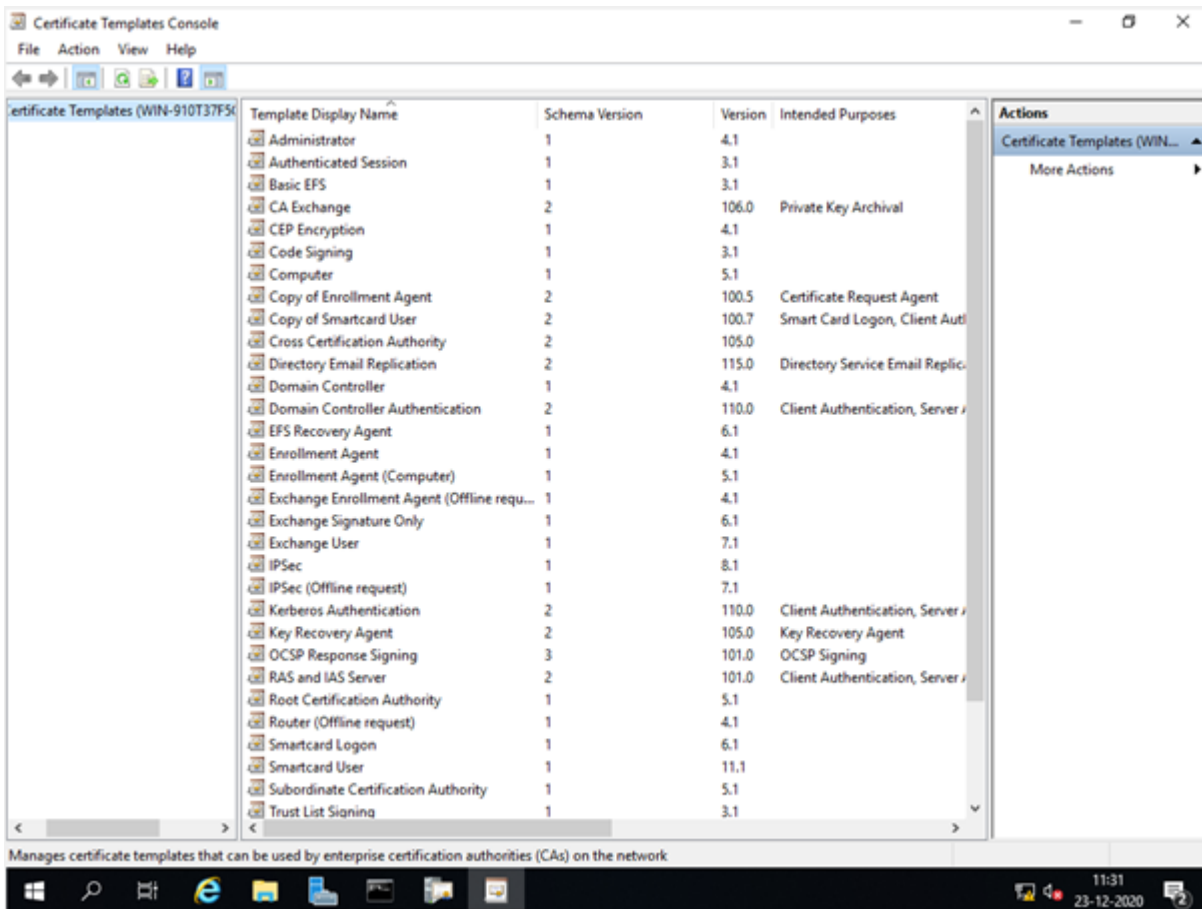 Certificate Templates Console
File Action View Help
ertificate Templates (WIN-910T37F5
Template Display Name Schema Version Version Intended Purposes
Administrator 1 4.1
Authenticated Session 1 3.1
Basic EFS 1 3.1
CA Exchange 2 106.0 Private Key Archival
CEP Encryption 1 4.1
Code Signing 1 3.1
Computer 1 5.1
Copy of Enrollment Agent 2 100.5 Certificate Request Agent
Copy of Smartcard User 2 100.7 Smart Card Logon, Client Aut
Cross Certification Authority 2 105.0
Directory Email Replication 2 115.0 Directory Service Email Replic
Domain Controller 1 4.1
Domain Controller Authentication 2 110.0 Client Authentication, Server
EFS Recovery Agent 1 6.1
Enrollment Agent 1 4.1
Enrollment Agent (Computer) 1 5.1
Exchange Enrollment Agent (Offline requ... 1 4.1
Exchange Signature Only 1 6.1
Exchange User 1 7.1
IPSec 1 8.1
IPSec (Offline request) 1 7.1
Kerberos Authentication 2 110.0 Client Authentication, Server
Key Recovery Agent 2 105.0 Key Recovery Agent
OCSP Response Signing 3 101.0 OCSP Signing
RAS and IAS Server 2 101.0 Client Authentication, Server
Root Certification Authority 1 5.1
Router (Offline request) 1 4.1
Smartcard Logon 1 6.1
Smartcard User 1 11.1
Subordinate Certification Authority 1 5.1
Trust List Signing 1 3.1
Actions
Certificate Templates (WIN...
More Actions
Manages certificate templates that can be used by enterprise certification authorities (CAs) on the network
11:31
23-12-2020
2